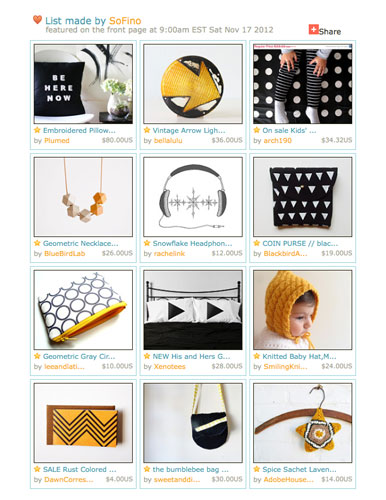 List made by SoFino
featured on the front page at 9:00am EST Sat Nov 17 2012
Share
BE
HERE
NOW
Embroidered Pillow...
by Plumed $80.00US
Vintage Arrow Ligh...
by bellalulu $36.00US
On sale Kids'...
by arch190 $34.32US
Geometric Necklace...
by BlueBirdLab $26.00US
Snowflake Headphon...
by rachelink $12.00US
COIN PURSE // blac...
by BlackbirdA... $19.00US
Geometric Gray Cir...
by leeandlati... $10.00US
NEW His and Hers G...
by Xenotees $28.00US
Knitted Baby Hat,M...
by SmilingKni... $24.00US
SALE Rust Colored ...
by DawnCorres... $4.00US
the bumblebee bag ...
by sweetanddi... $30.00US
Spice Sachet Laven...
by AdobeHouse... $14.00US